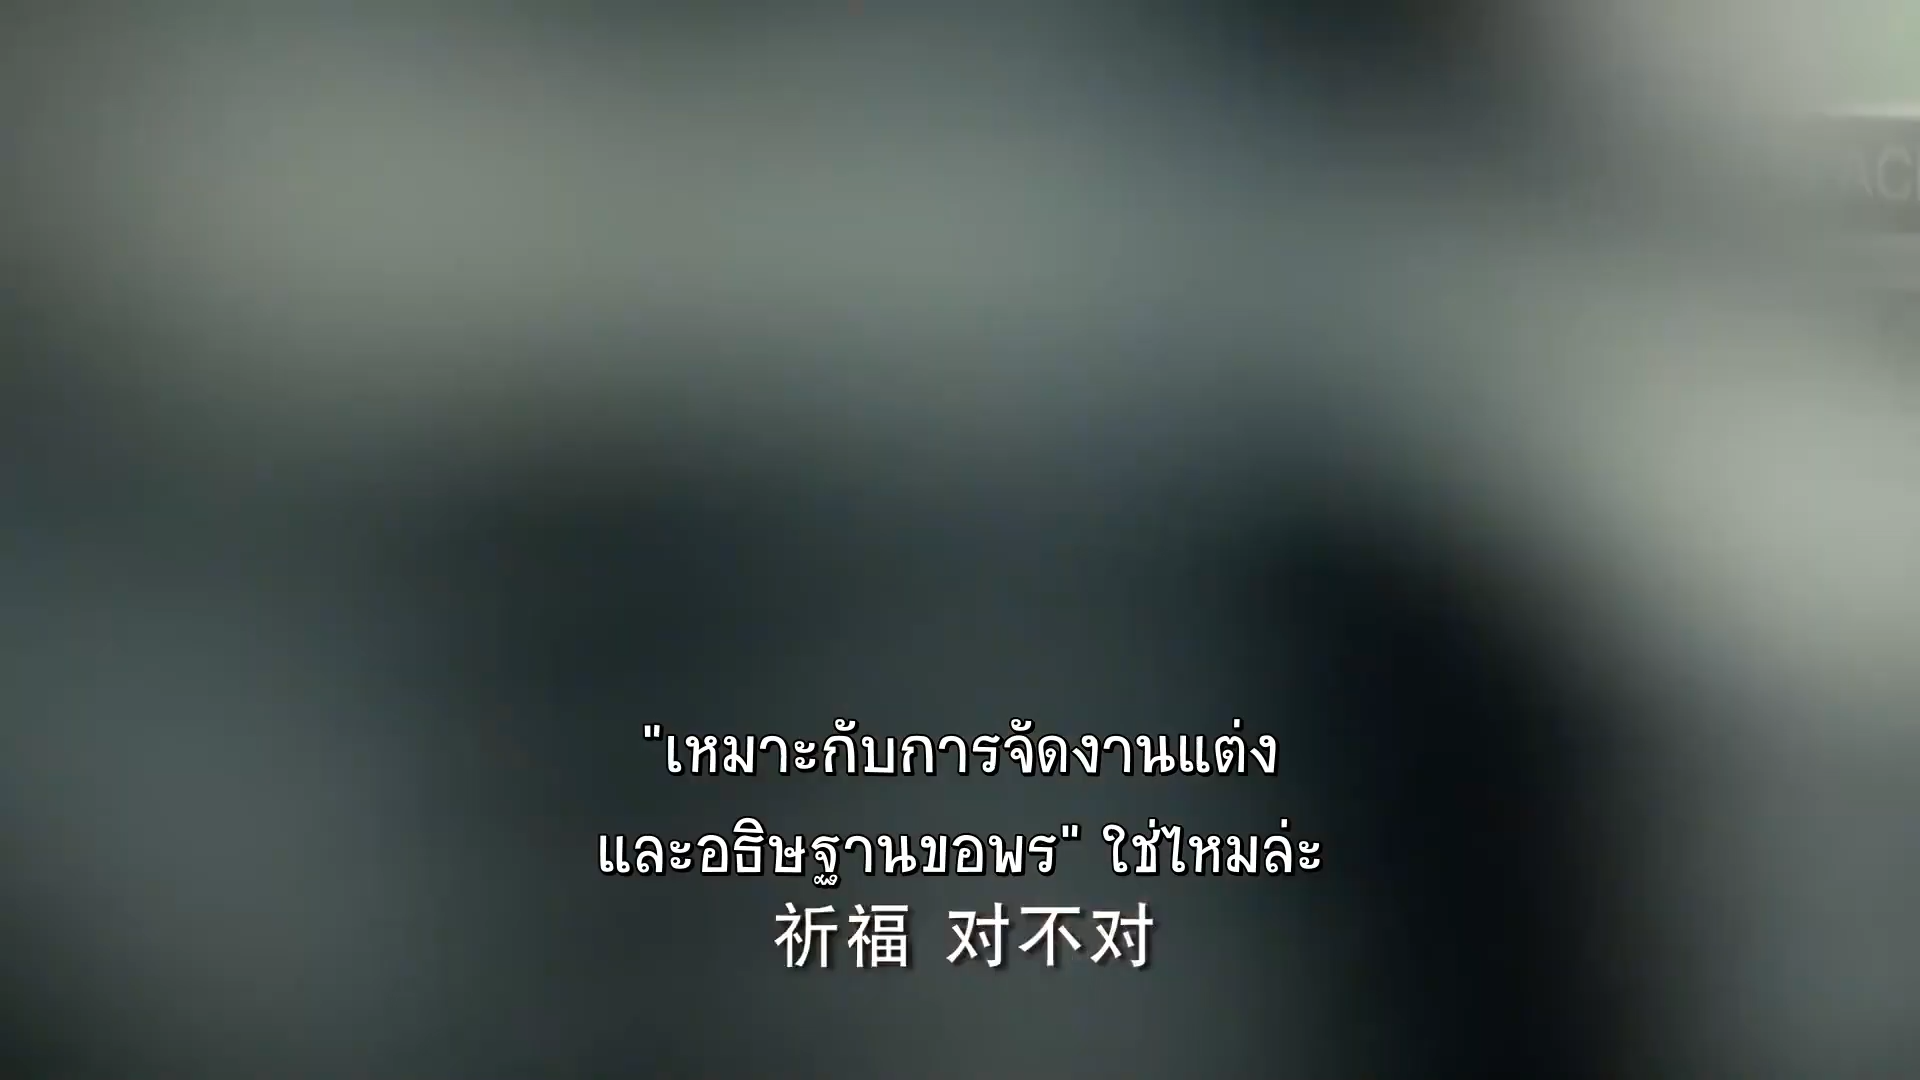 "เหมาะกับการจัดงานแต่ง
และอธิษฐานขอพร" ใช่ไหมล่ะ
祈福 对不对